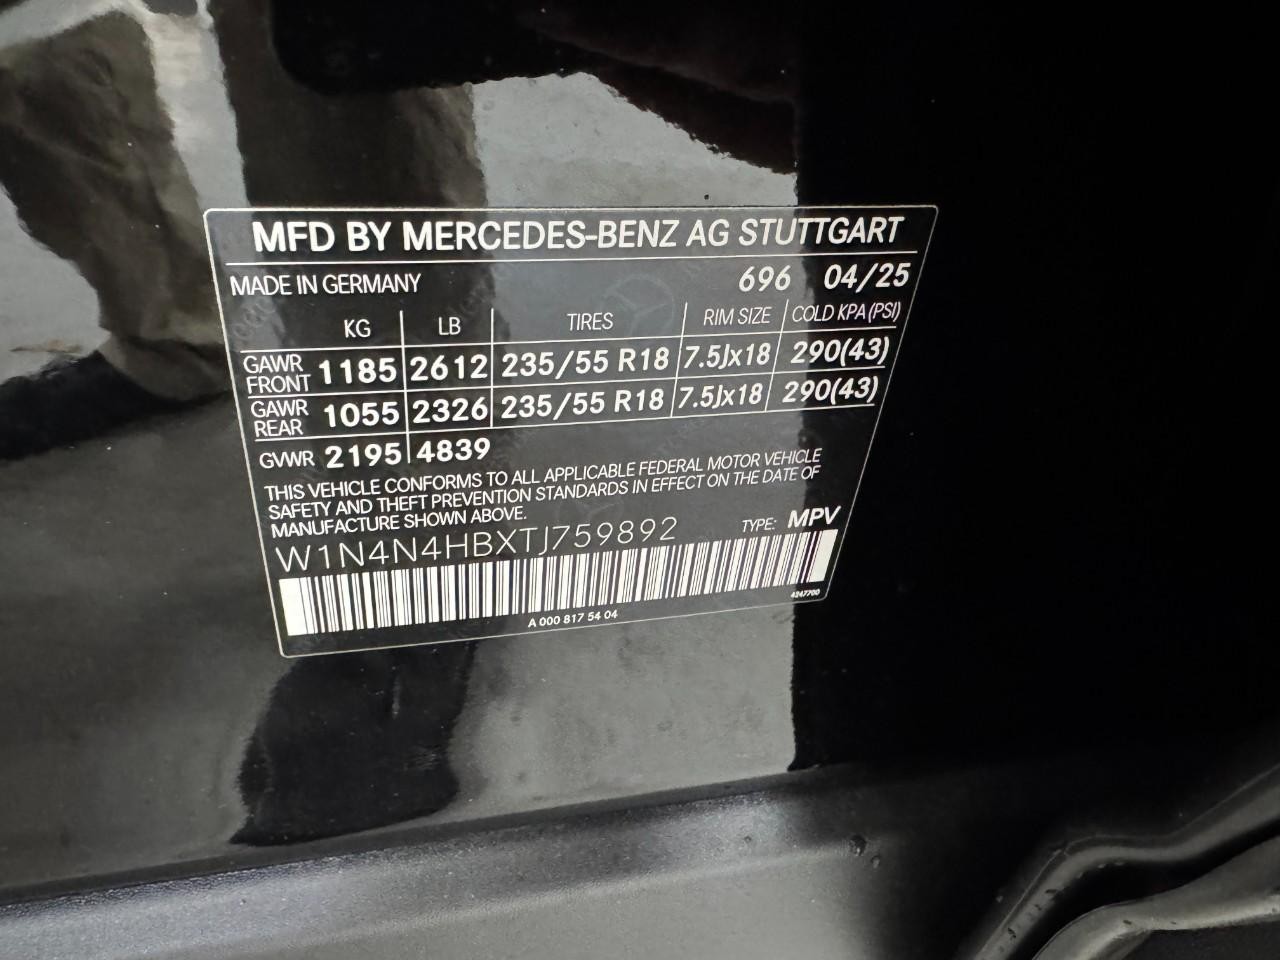 MFD BY MERCEDES-BENZ AG STUTTGART
MADE IN GERMANY 696 04/25
KG LB TIRES RIM SIZE COLD KPA (PSI)
GAWR FRONT 1185 2612 235/55 R18 7.5Jx18 290(43)
GAWR REAR 1055 2326 235/55 R18 7.5Jx18 290(43)
GVWR 2195 4839
THIS VEHICLE CONFORMS TO ALL APPLICABLE FEDERAL MOTOR VEHICLE
SAFETY AND THEFT PREVENTION STANDARDS IN EFFECT ON THE DATE OF
MANUFACTURE SHOWN ABOVE.
W1N4N4HBXTJ759892 TYPE: MPV
A 000 817 54 04 4247700